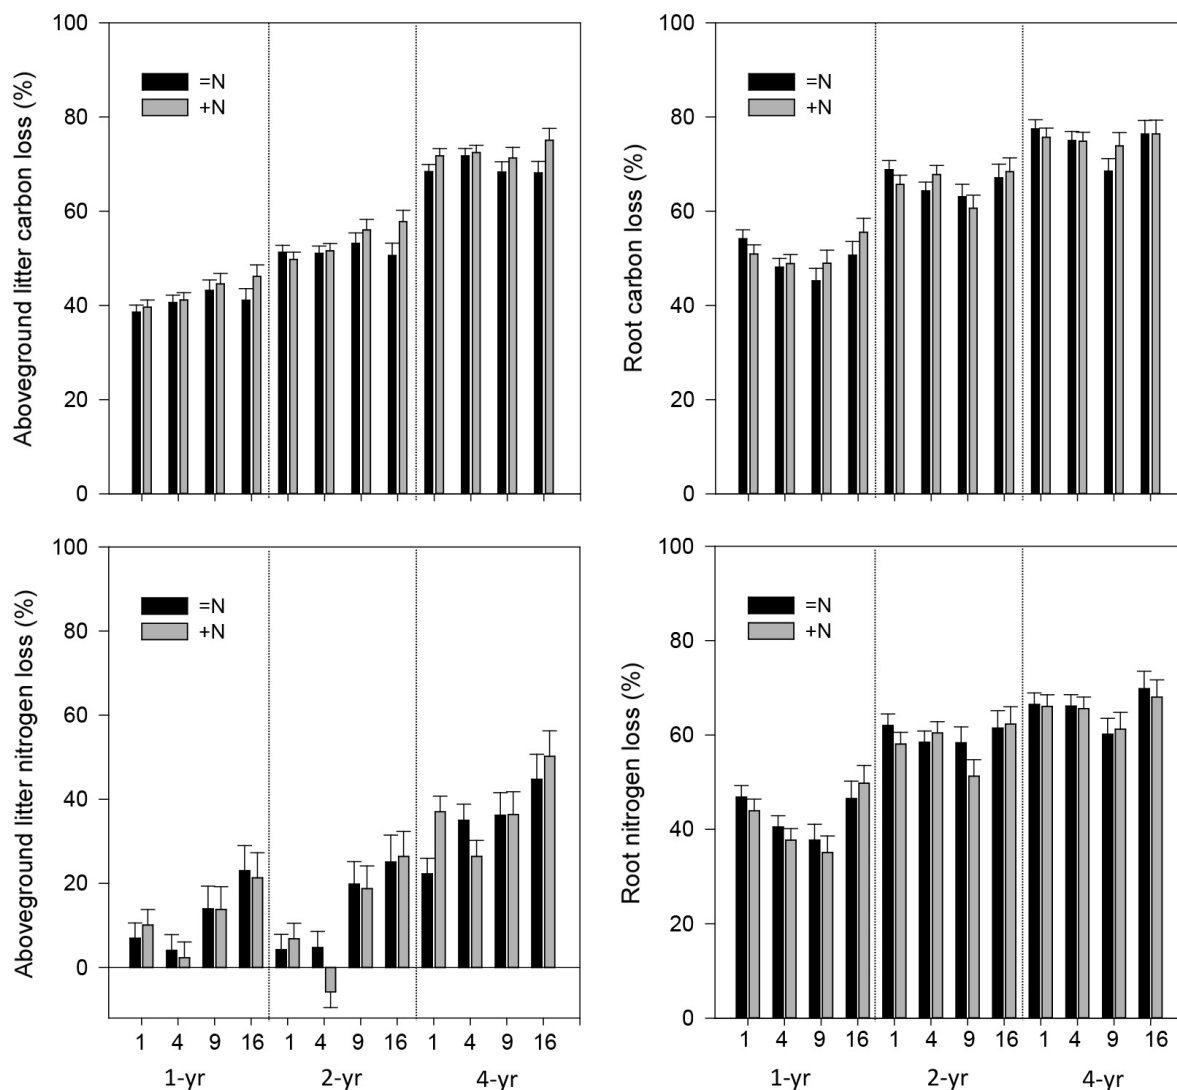 Aboveground litter carbon loss (%)
100
80
60
40
20
0
=N
+N
Root carbon loss (%)
100
80
60
40
20
0
=N
+N
Aboveground litter nitrogen loss (%)
100
80
60
40
20
0
=N
+N
1 4 9 16 1 4 9 16 1 4 9 16
1-yr 2-yr 4-yr
Root nitrogen loss (%)
100
80
60
40
20
0
=N
+N
1 4 9 16 1 4 9 16 1 4 9 16
1-yr 2-yr 4-yr